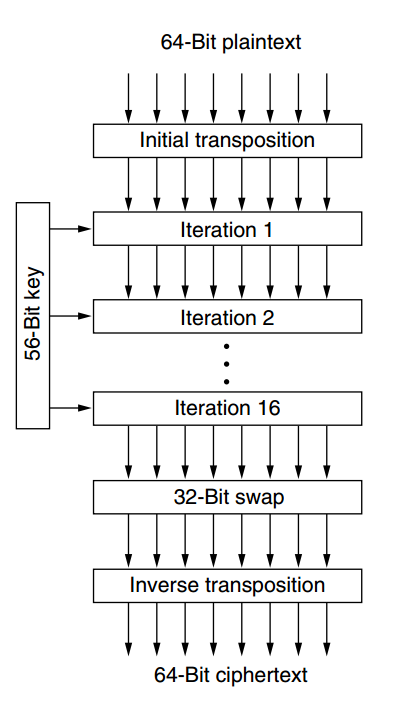 64-Bit plaintext
Initial transposition
Iteration 1
56-Bit key
Iteration 2
Iteration 16
32-Bit swap
Inverse transposition
64-Bit ciphertext